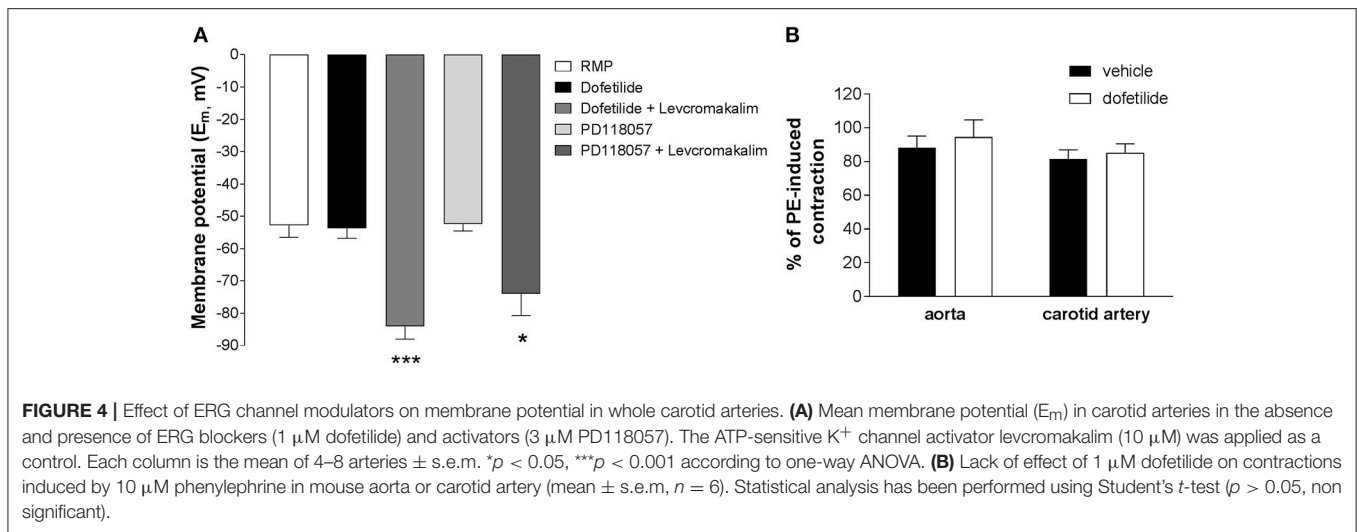 A
Membrane potential (Em, mV)
0
-10
-20
-30
-40
-50
-60
-70
-80
-90
***
*
RMP
Dofetilide
Dofetilide + Levcromakalim
PD118057
PD118057 + Levcromakalim
B
vehicle
dofetilide
% of PE-induced
contraction
120
100
80
60
40
20
0
aorta
carotid artery
FIGURE 4 | Effect of ERG channel modulators on membrane potential in whole carotid arteries. (A) Mean membrane potential (Em) in carotid arteries in the absence
and presence of ERG blockers (1 μM dofetilide) and activators (3 μM PD118057). The ATP-sensitive K+ channel activator levcromakalim (10 μM) was applied as a
control. Each column is the mean of 4–8 arteries ± s.e.m. *p < 0.05, ***p < 0.001 according to one-way ANOVA. (B) Lack of effect of 1 μM dofetilide on contractions
induced by 10 μM phenylephrine in mouse aorta or carotid artery (mean ± s.e.m, n = 6). Statistical analysis has been performed using Student's t-test (p > 0.05, non
significant).